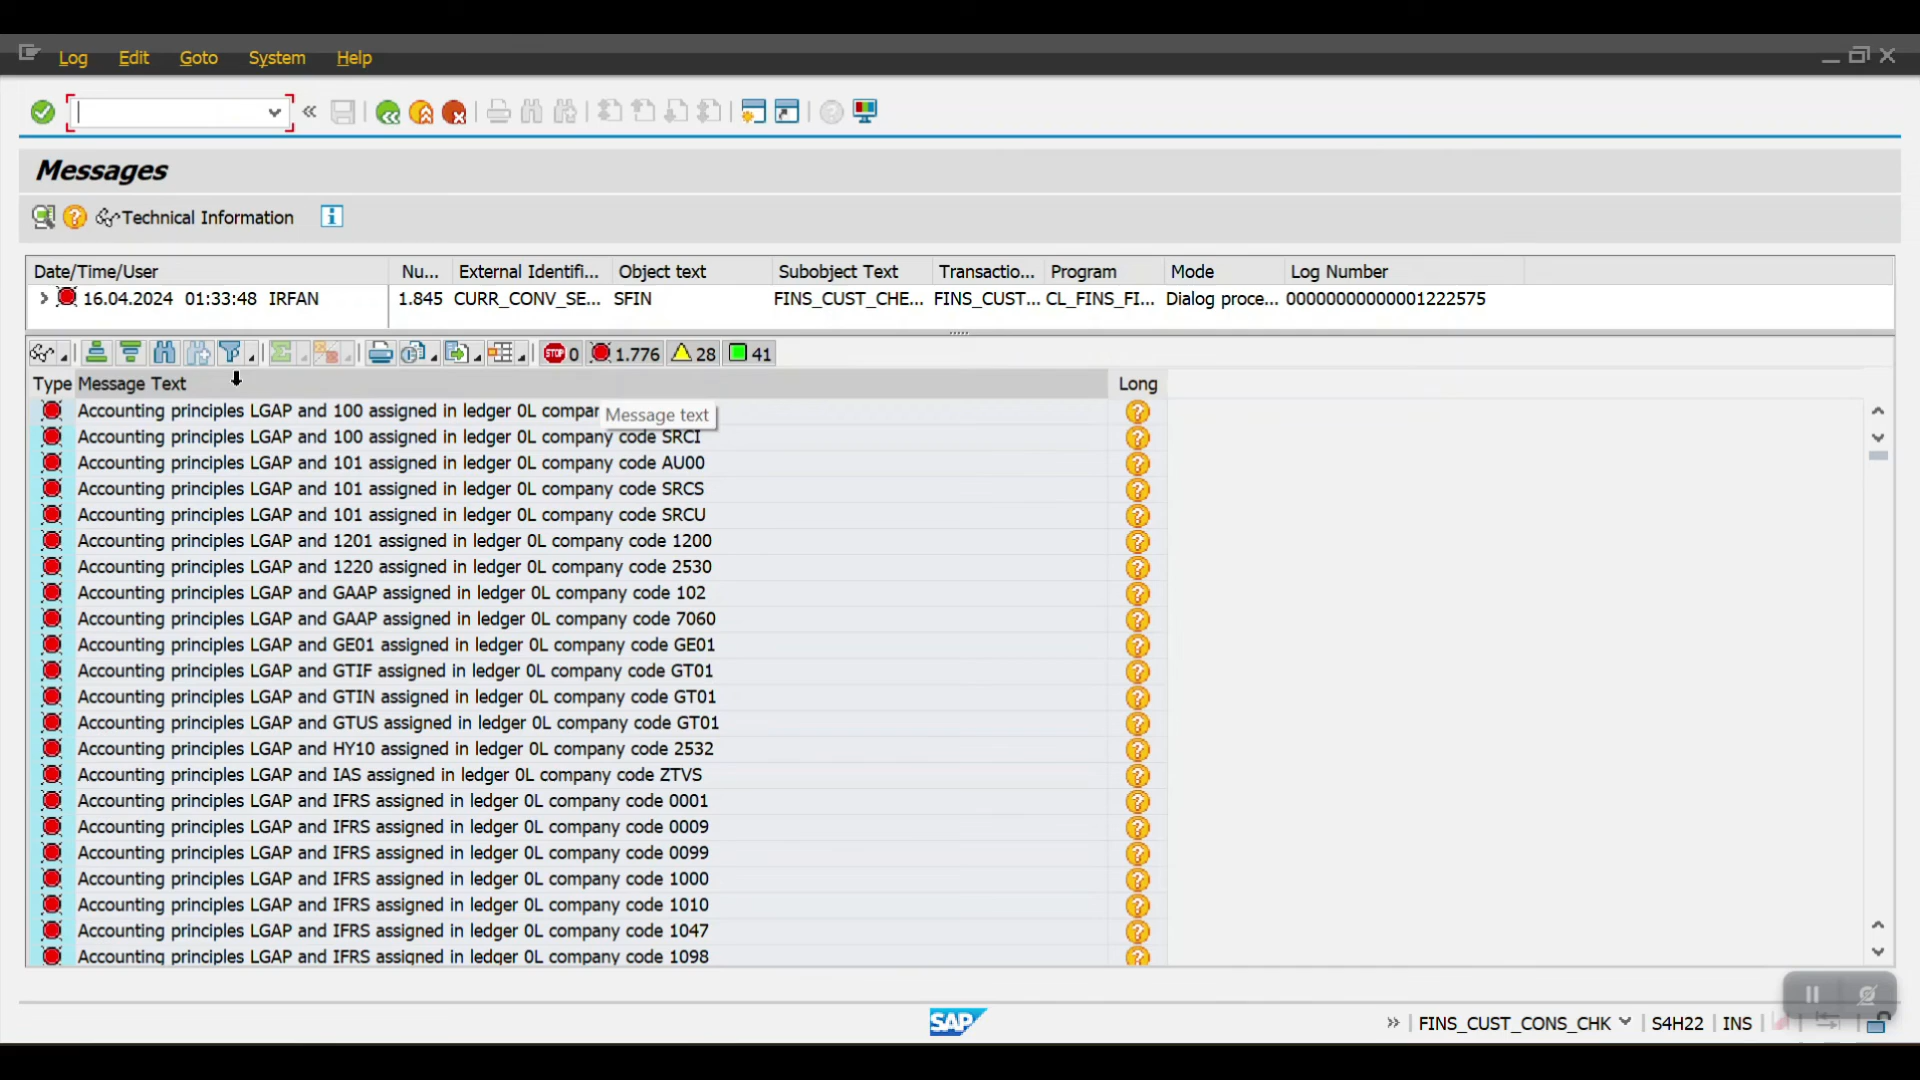 Log Edit Goto System Help
Messages
Technical Information
Date/Time/User Nu... External Identifi... Object text Subobject Text Transactio... Program Mode Log Number
16.04.2024 01:33:48 IRFAN 1.845 CURR_CONV_SE... SFIN FINS_CUST_CHE... FINS_CUST... CL_FINS_FI... Dialog proce... 00000000000001222575
STOP 0 1.776 28 41
Type Message Text Long
Accounting principles LGAP and 100 assigned in ledger 0L compar
Message text
Accounting principles LGAP and 100 assigned in ledger 0L company code SRCI
Accounting principles LGAP and 101 assigned in ledger 0L company code AU00
Accounting principles LGAP and 101 assigned in ledger 0L company code SRCS
Accounting principles LGAP and 101 assigned in ledger 0L company code SRCU
Accounting principles LGAP and 1201 assigned in ledger 0L company code 1200
Accounting principles LGAP and 1220 assigned in ledger 0L company code 2530
Accounting principles LGAP and GAAP assigned in ledger 0L company code 102
Accounting principles LGAP and GAAP assigned in ledger 0L company code 7060
Accounting principles LGAP and GE01 assigned in ledger 0L company code GE01
Accounting principles LGAP and GTIF assigned in ledger 0L company code GT01
Accounting principles LGAP and GTIN assigned in ledger 0L company code GT01
Accounting principles LGAP and GTUS assigned in ledger 0L company code GT01
Accounting principles LGAP and HY10 assigned in ledger 0L company code 2532
Accounting principles LGAP and IAS assigned in ledger 0L company code ZTVS
Accounting principles LGAP and IFRS assigned in ledger 0L company code 0001
Accounting principles LGAP and IFRS assigned in ledger 0L company code 0009
Accounting principles LGAP and IFRS assigned in ledger 0L company code 0099
Accounting principles LGAP and IFRS assigned in ledger 0L company code 1000
Accounting principles LGAP and IFRS assigned in ledger 0L company code 1010
Accounting principles LGAP and IFRS assigned in ledger 0L company code 1047
Accounting principles LGAP and IFRS assigned in ledger 0L company code 1098
SAP FINS_CUST_CONS_CHK S4H22 INS